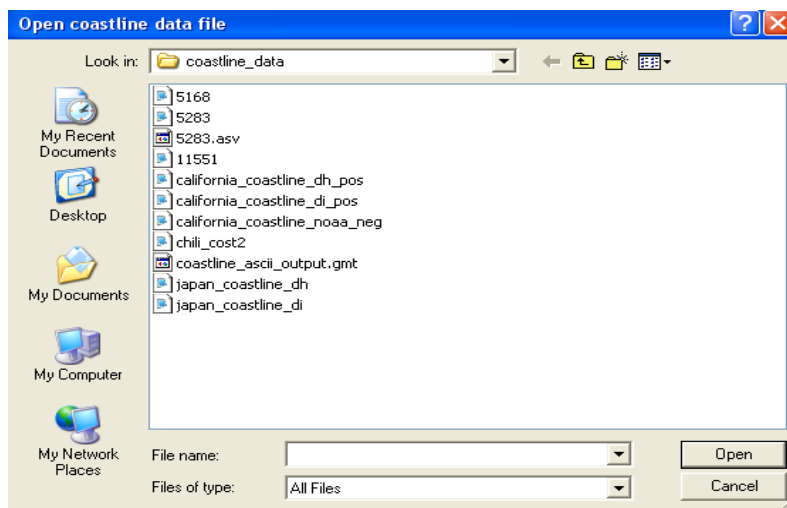 Open coastline data file
Look in:
coastline_data
My Recent
Documents
Desktop
My Documents
My Computer
My Network
Places
5168
5283
5283.asv
11551
california_coastline_dh_pos
california_coastline_di_pos
california_coastline_noaa_neg
chili_cost2
coastline_ascii_output.gmt
japan_coastline_dh
japan_coastline_di
File name:
Open
Files of type:
All Files
Cancel